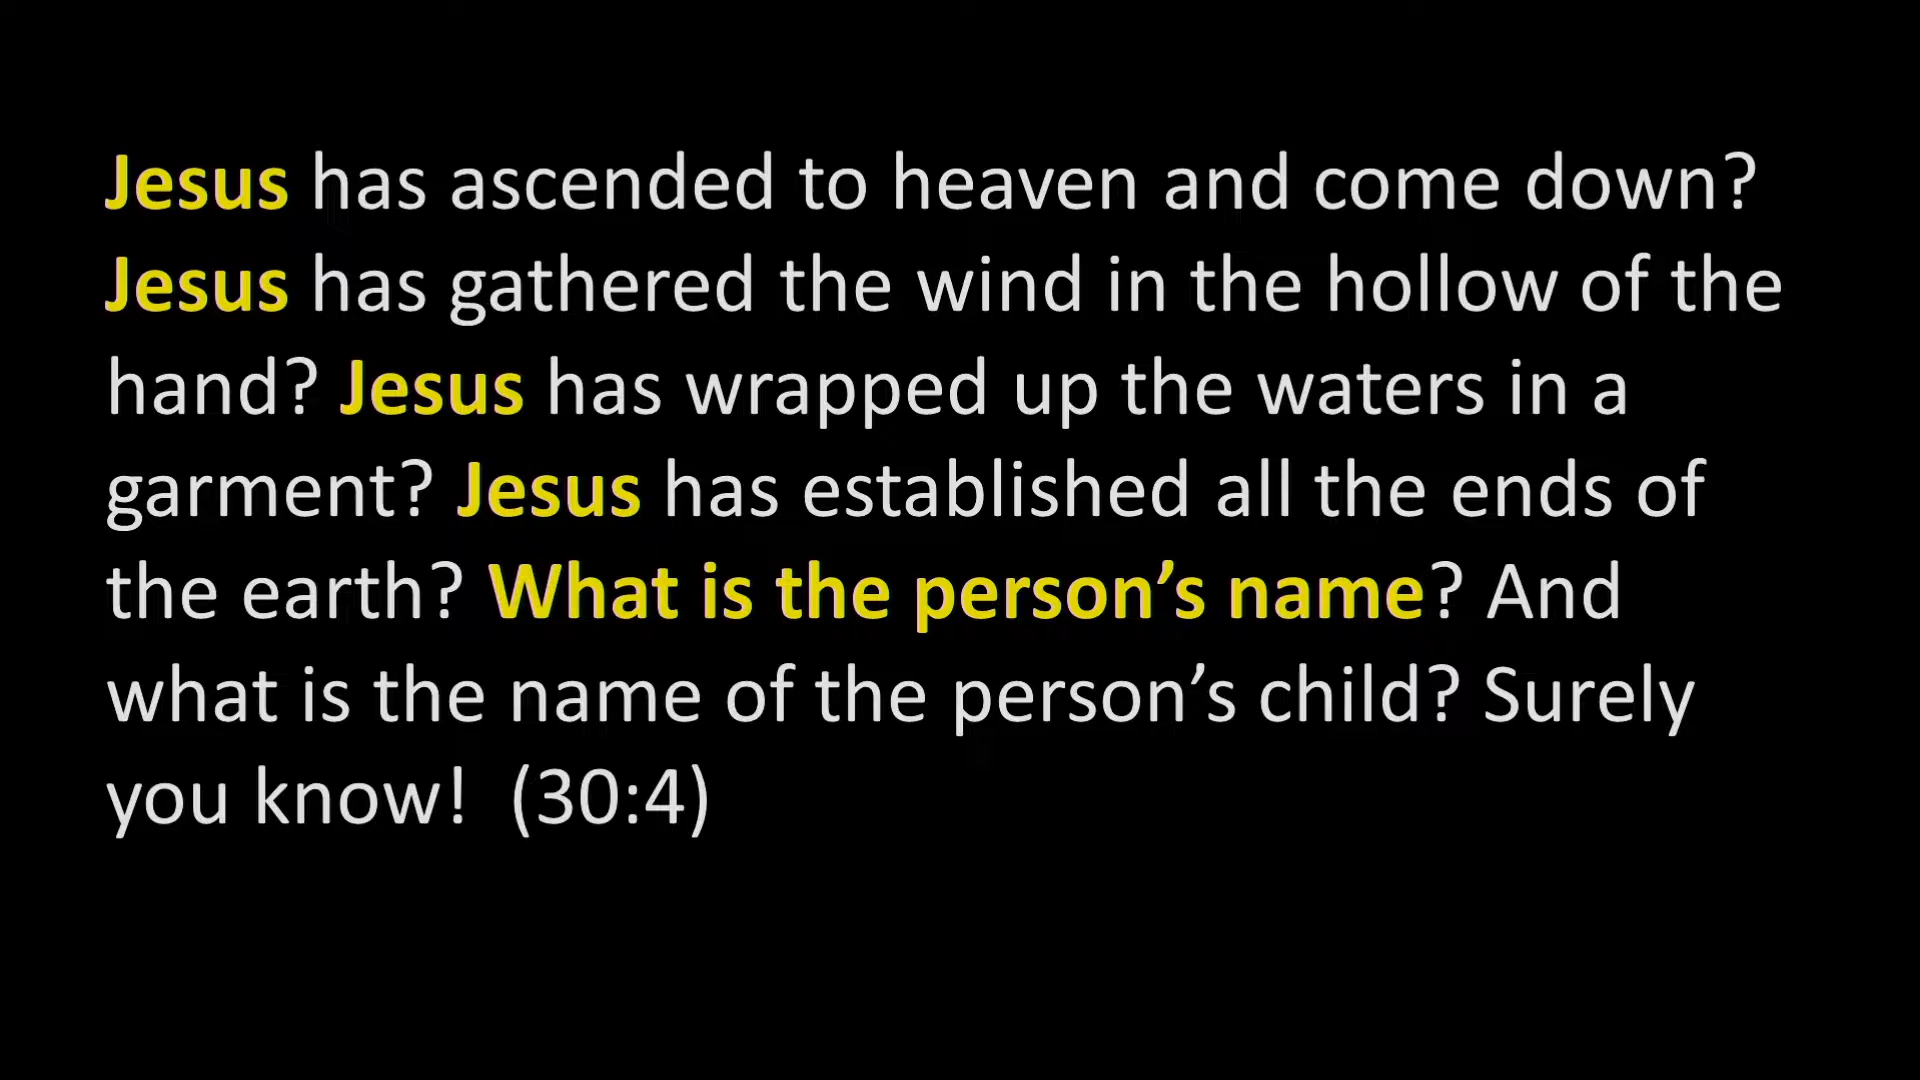 Jesus has ascended to heaven and come down?
Jesus has gathered the wind in the hollow of the
hand? Jesus has wrapped up the waters in a
garment? Jesus has established all the ends of
the earth? What is the person’s name? And
what is the name of the person’s child? Surely
you know!  (30:4)